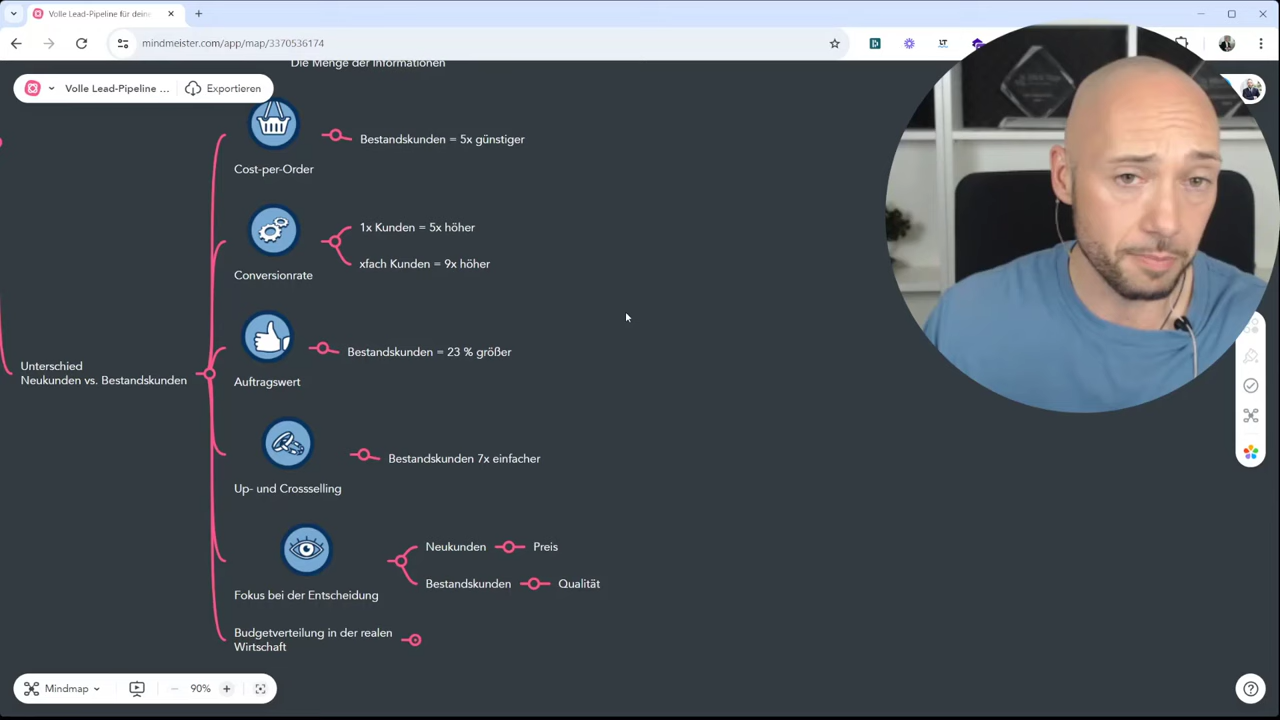 Volle Lead-Pipeline für deine
mindmeister.com/app/map/3370536174
LT
Die Menge der Informationen
Volle Lead-Pipeline ...
Exportieren
Bestandskunden = 5x günstiger
Cost-per-Order
1x Kunden = 5x höher
xfach Kunden = 9x höher
Conversionrate
Bestandskunden = 23 % größer
Auftragswert
Unterschied
Neukunden vs. Bestandskunden
Bestandskunden 7x einfacher
Up- und Crossselling
Neukunden
Preis
Bestandskunden
Qualität
Fokus bei der Entscheidung
Budgetverteilung in der realen
Wirtschaft
Mindmap
90%